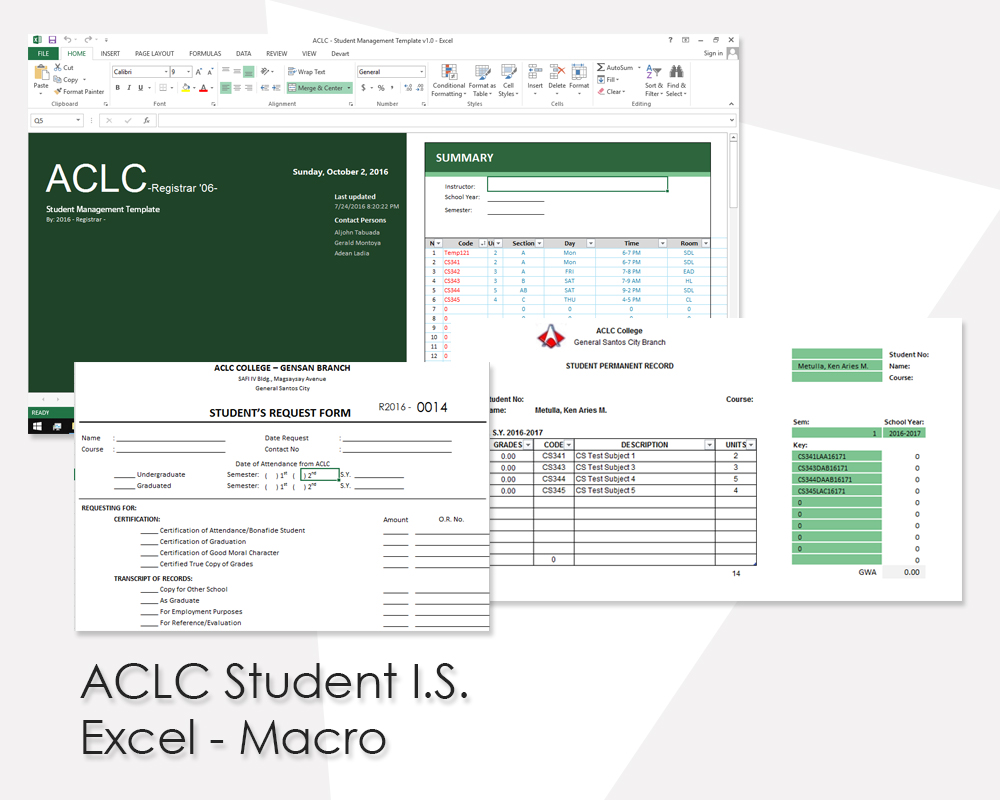 ACLC - Student Management Template v1.0 - Excel
FILE HOME INSERT PAGE LAYOUT FORMULAS DATA REVIEW VIEW Devart Sign in
Paste Cut Copy Format Painter Clipboard
Calibri 9 B I U Font
Wrap Text Merge & Center Alignment
General $ % , Number
Conditional Formatting Format as Table Cell Styles Styles
Insert Delete Format Cells
AutoSum Fill Clear Sort & Filter Find & Select Editing
Q5 fx
ACLC-Registrar '06-
Student Management Template
By: 2016 - Registrar -
Sunday, October 2, 2016
Last updated
7/24/2016 8:20:22 PM
Contact Persons
Aljohn Tabuada
Gerald Montoya
Adean Ladia
READY
SUMMARY
Instructor:
School Year:
Semester:
N Code Ui Section Day Time Room
1 Temp121 2 A Mon 6-7 PM SDL
2 CS341 2 A Mon 6-7 PM SDL
3 CS342 3 A FRI 7-8 PM EAD
4 CS343 3 B SAT 7-9 AM HL
5 CS344 5 AB SAT 9-2 PM SDL
6 CS345 4 C THU 4-5 PM CL
7 0 0 0 0 0
8 0
9 0
10 0
11 0
12 0
ACLC COLLEGE – GENSAN BRANCH
SAFI IV Bldg., Magsaysay Avenue
General Santos City
STUDENT'S REQUEST FORM R2016 - 0014
Name : Date Request :
Course : Contact No :
Date of Attendance from ACLC
Undergraduate Semester: ( ) 1st ( ) 2nd S.Y.
Graduated Semester: ( ) 1st ( ) 2nd S.Y.
REQUESTING FOR:
CERTIFICATION: Amount O.R. No.
Certification of Attendance/Bonafide Student
Certification of Graduation
Certification of Good Moral Character
Certified True Copy of Grades
TRANSCRIPT OF RECORDS:
Copy for Other School
As Graduate
For Employment Purposes
For Reference/Evaluation
ACLC College
General Santos City Branch
STUDENT PERMANENT RECORD
tudent No: Course:
ame: Metulla, Ken Aries M.
S.Y. 2016-2017
GRADES CODE DESCRIPTION UNITS
0.00 CS341 CS Test Subject 1 2
0.00 CS343 CS Test Subject 3 3
0.00 CS344 CS Test Subject 4 5
0.00 CS345 CS Test Subject 5 4
0
14
Student No:
Metulla, Ken Aries M. Name:
Course:
Sem: School Year:
1 2016-2017
Key:
CS341LAA16171 0
CS343DAB16171 0
CS344DAAB16171 0
CS345LAC16171 0
0 0
0 0
0 0
0 0
0 0
0
GWA 0.00
ACLC Student I.S.
Excel - Macro